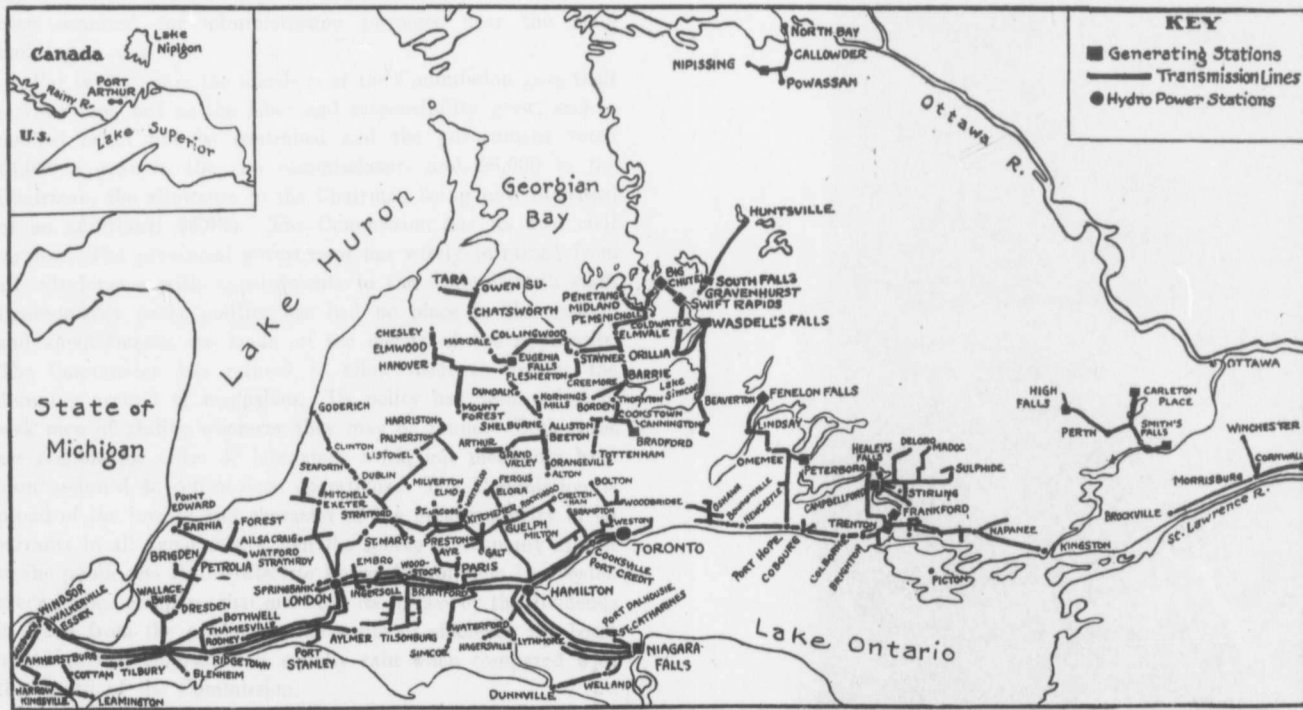 KEY
Generating Stations
Transmission Lines
Hydro Power Stations
Canada
Lake Nipigon
PORT ARTHUR
Rainy R.
U.S.
Lake Superior
NORTH BAY
CALLOWDER
NIPISSING
POWASSAN
Ottawa R.
Georgian Bay
Lake Huron
State of Michigan
HUNTSVILLE
BIG CHUTE
SOUTH FALLS
GRAVENHURST
SWIFT RAPIDS
WASDELL'S FALLS
TARA
OWEN SD.
CHATSWORTH
PENETANG
MIDLAND
COLDWATER
ELMVALE
CHESLEY
ELMWOOD
HANOVER
MARKDALE
COLLINGWOOD
EUGENIA FALLS
FLESHERTON
STAYNER
CREEMORE
ORILLIA
BARRIE
Lake Simcoe
BEAVERTON
THORNTON
BORDEN
COOKSTOWN
CANNINGTON
BRADFORD
DUNDALK
HORNINGS MILLS
MOUNT FOREST
SHELBURNE
ALLISTON
BEETON
TOTTENHAM
GODERICH
HARRISTON
PALMERSTON
LISTOWEL
ARTHUR
GRAND VALLEY
ORANGEVILLE
ALTON
CLINTON
SEAFORTH
DUBLIN
MITCHELL
EXETER
STRATFORD
MILVERTON
ELMIRA
ST. JACOBS
FERGUS
ELORA
ROCKWOOD
CHELTENHAM
BRAMPTON
BOLTON
WOODBRIDGE
WESTON
KITCHENER
GUELPH
MILTON
PRESTON
GALT
AYR
PARIS
TORONTO
COOKSVILLE
PORT CREDIT
HAMILTON
POINT EDWARD
SARNIA
FOREST
AILSA CRAIG
WATFORD
STRATHROY
ST. MARYS
EMBRO
WOODSTOCK
BRANTFORD
BRIGDEN
PETROLIA
SPRINGBANK
LONDON
INGERSOLL
WALLACEBURG
DRESDEN
BOTHWELL
THAMESVILLE
RODNEY
RIDGETOWN
BLENHEIM
TILBURY
COTTAM
WINDSOR
WALKERVILLE
ESSEX
AMHERSTBURG
HARROW
KINGSVILLE
LEAMINGTON
PORT STANLEY
AYLMER
TILSONBURG
SIMCOE
WATERFORD
HAGERSVILLE
LYTHMORE
DUNNVILLE
WELLAND
NIAGARA FALLS
PORT DALHOUSIE
ST. CATHARINES
Lake Ontario
FENELON FALLS
LINDSAY
OMEMEE
PETERBORO
HEALEY'S FALLS
CAMPBELLFORD
DELORO
MADOC
SULPHIDE
STIRLING
FRANKFORD
TRENTON
OSHAWA
BOWMANVILLE
NEWCASTLE
PORT HOPE
COBOURG
COLBORNE
BRIGHTON
PICTON
NAPANEE
KINGSTON
HIGH FALLS
PERTH
CARLETON PLACE
SMITH'S FALLS
OTTAWA
WINCHESTER
CORNWALL
MORRISBURG
BROCKVILLE
St. Lawrence R.